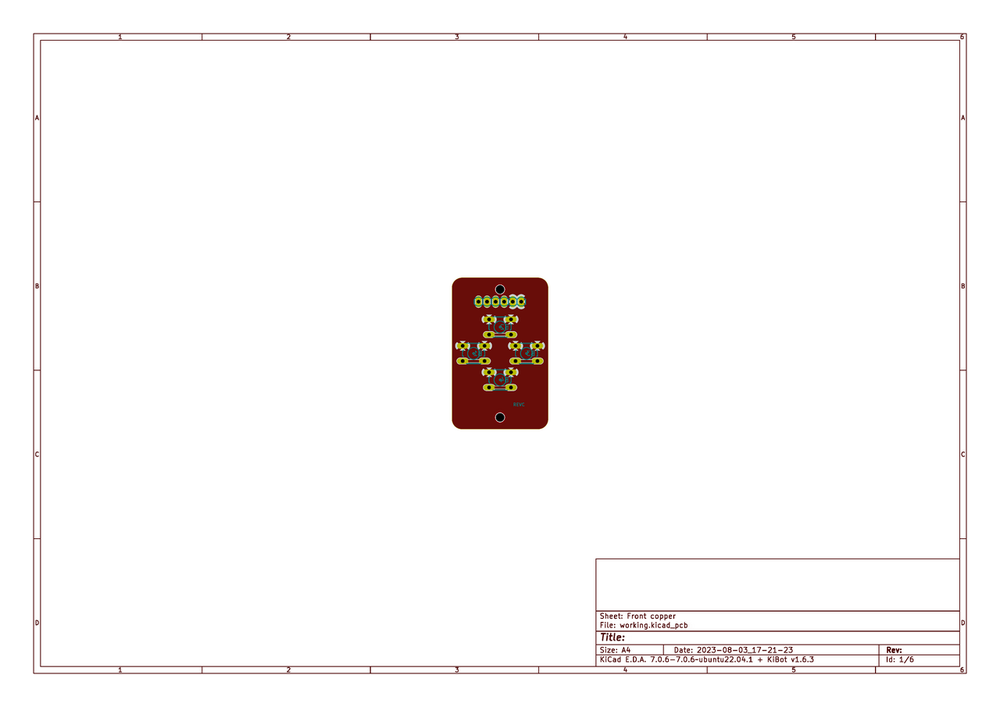 1 2 3 4 5 6
A A
B B
REV1
C C
Sheet: Front copper
File: working.kicad_pcb
Title:
D D
Size: A4 Date: 2023-08-03_17-21-23 Rev:
KiCad E.D.A. 7.0.6-7.0.6-ubuntu22.04.1 + KiBot v1.6.3 Id: 1/6
1 2 3 4 5 6